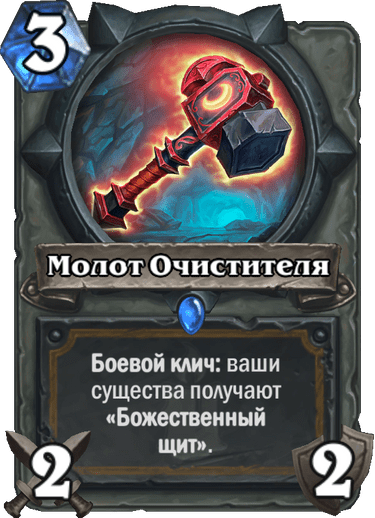 3
Молот Очистителя
Боевой клич: ваши
существа получают
«Божественный
щит».
2
2